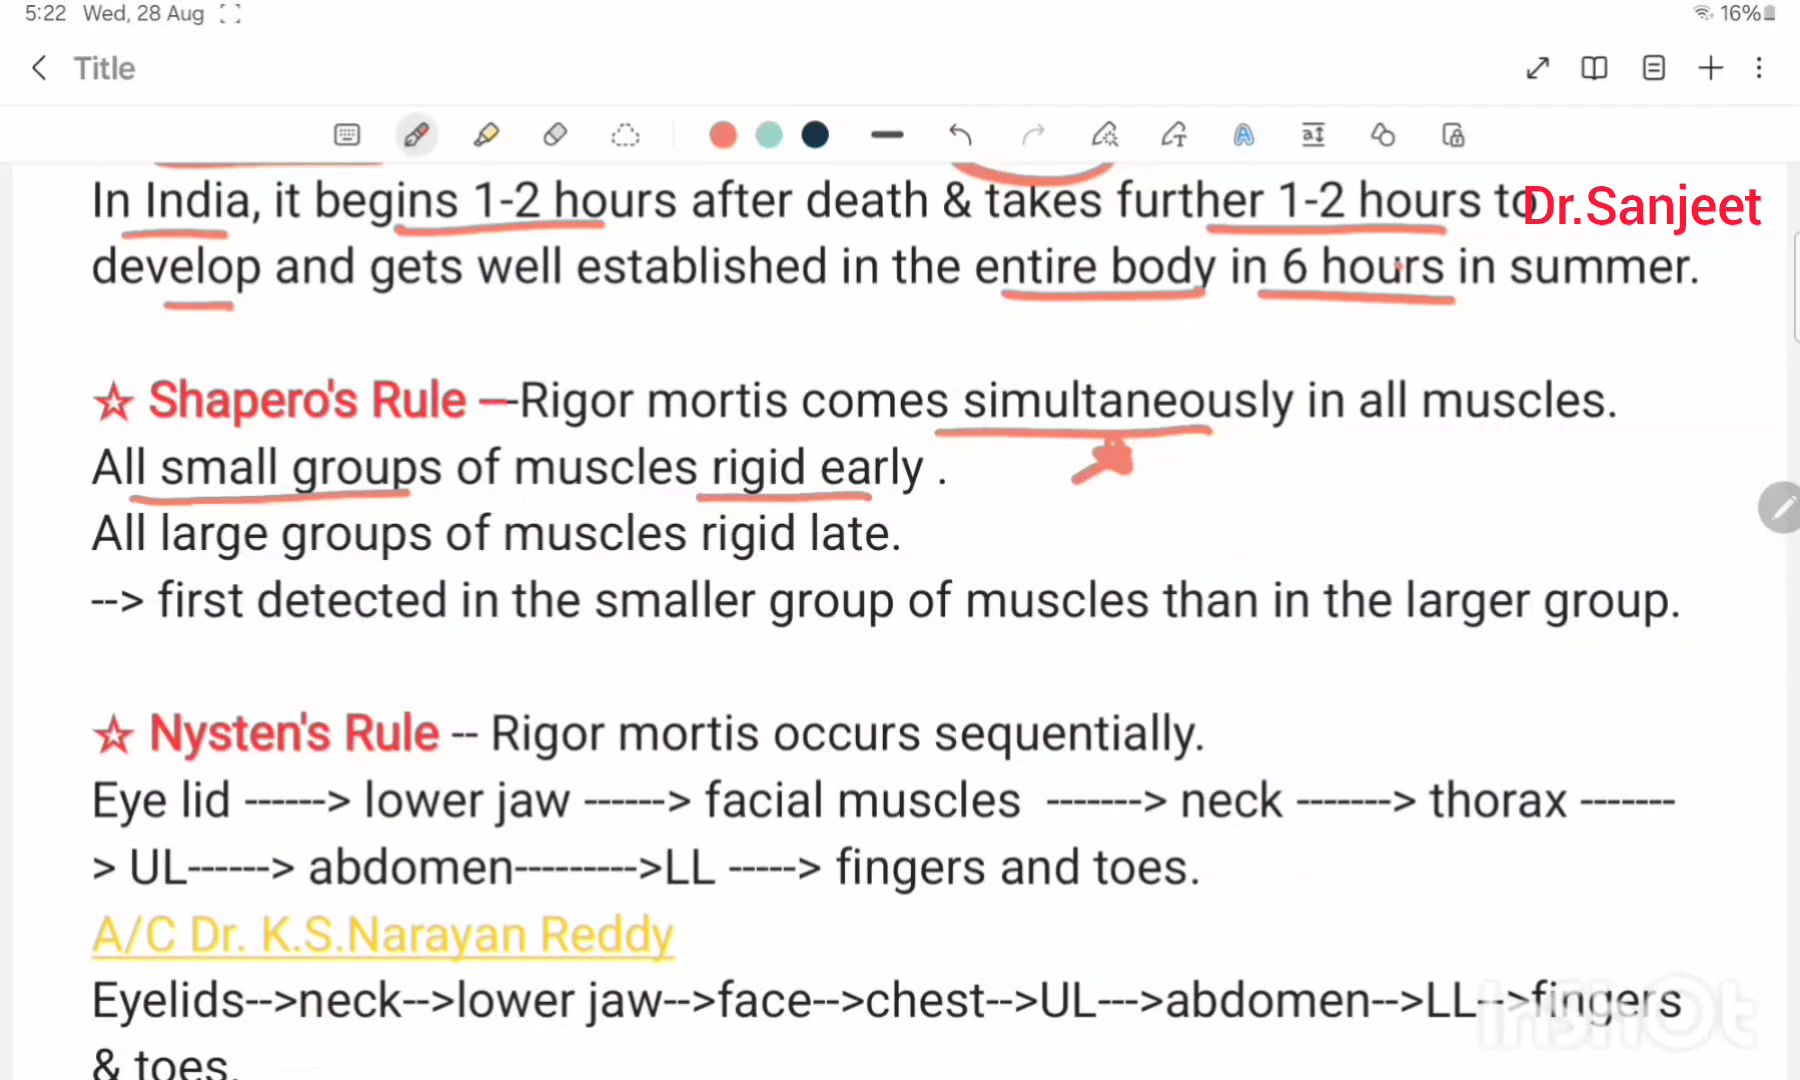 5:22 Wed, 28 Aug 16%
Title
In India, it begins 1-2 hours after death & takes further 1-2 hours to
Dr.Sanjeet
develop and gets well established in the entire body in 6 hours in summer.
☆ Shapero's Rule —-Rigor mortis comes simultaneously in all muscles.
All small groups of muscles rigid early .
All large groups of muscles rigid late.
--> first detected in the smaller group of muscles than in the larger group.
☆ Nysten's Rule -- Rigor mortis occurs sequentially.
Eye lid ------> lower jaw ------> facial muscles -------> neck -------> thorax -------
> UL------> abdomen--------->LL -----> fingers and toes.
A/C Dr. K.S.Narayan Reddy
Eyelids-->neck-->lower jaw-->face-->chest-->UL--->abdomen-->LL-->fingers
InShOt
& toes.